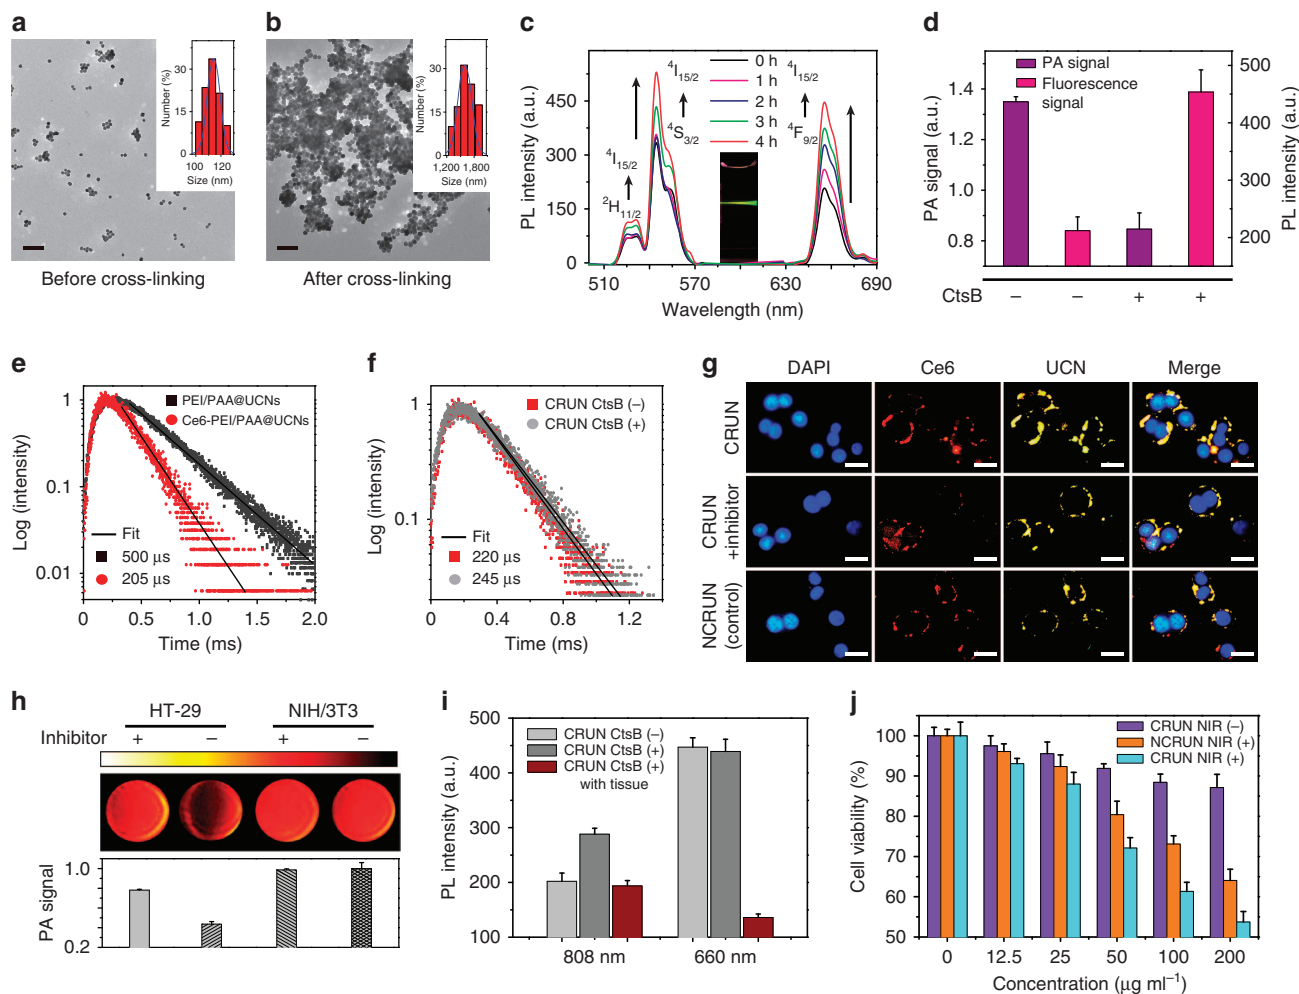 a
Number (%)
30
20
10
0
100 120
Size (nm)
Before cross-linking
b
Number (%)
30
20
10
0
1,200 1,800
Size (nm)
After cross-linking
c
PL intensity (a.u.)
450
300
150
0
510 570 630 690
Wavelength (nm)
⁴I₁₅/₂
²H₁₁/₂
⁴I₁₅/₂
⁴S₃/₂
⁴I₁₅/₂
⁴F₉/₂
0 h
1 h
2 h
3 h
4 h
d
PA signal (a.u.)
1.4
1.2
1.0
0.8
PA signal
Fluorescence signal
500
400
300
200
PL intensity (a.u.)
CtsB – – + +
e
Log (intensity)
1
0.1
0.01
PEI/PAA@UCNs
Ce6-PEI/PAA@UCNs
Fit
500 μs
205 μs
0 0.5 1.0 1.5 2.0
Time (ms)
f
Log (intensity)
1
0.1
CRUN CtsB (–)
CRUN CtsB (+)
Fit
220 μs
245 μs
0 0.4 0.8 1.2
Time (ms)
g
DAPI Ce6 UCN Merge
CRUN
CRUN +inhibitor
NCRUN (control)
h
HT-29 NIH/3T3
Inhibitor + – + –
PA signal
1.0
0.2
i
PL intensity (a.u.)
500
400
300
200
100
CRUN CtsB (–)
CRUN CtsB (+)
CRUN CtsB (+)
with tissue
808 nm 660 nm
j
Cell viability (%)
100
90
80
75
70
60
50
CRUN NIR (–)
NCRUN NIR (+)
CRUN NIR (+)
0 12.5 25 50 100 200
Concentration (μg ml⁻¹)